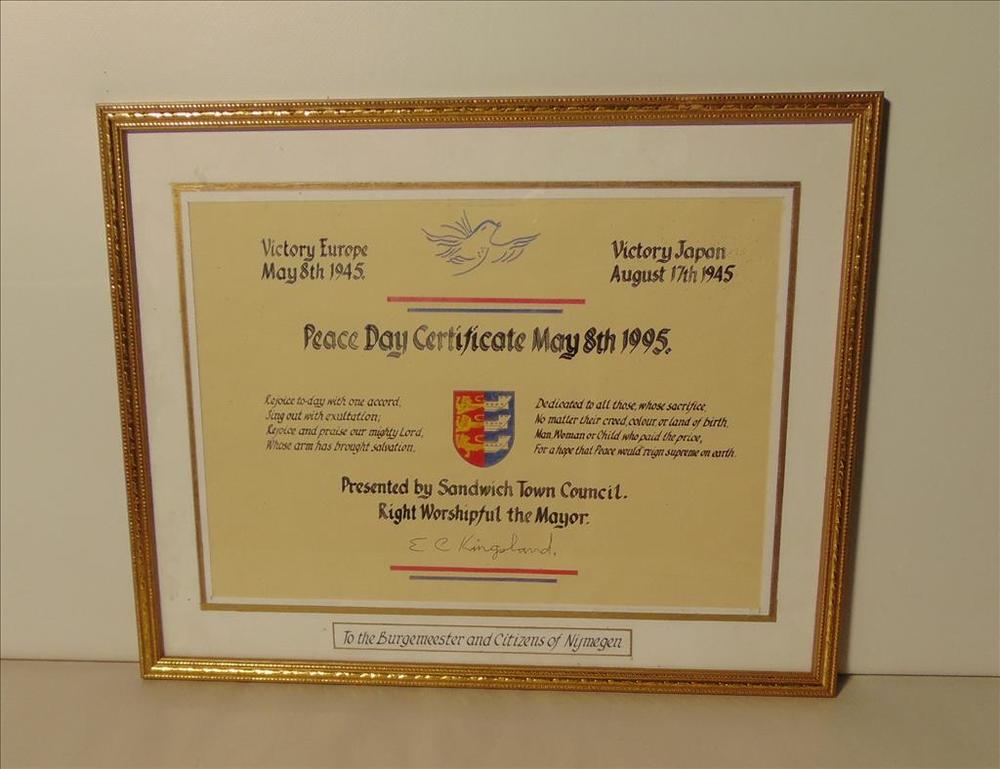 Victory Europe
May 8th 1945.
Victory Japan
August 17th 1945
Peace Day Certificate May 8th 1995.
Rejoice to-day with one accord,
Sing out with exultation;
Rejoice and praise our mighty Lord,
Whose arm has brought salvation.
Dedicated to all those, whose sacrifice,
No matter their creed, colour, or land of birth,
Man, Woman or Child who paid the price,
For a hope that Peace would reign supreme on earth.
Presented by Sandwich Town Council.
Right Worshipful the Mayor.
E C Kingsland.
To the Burgemeester and Citizens of Nijmegen